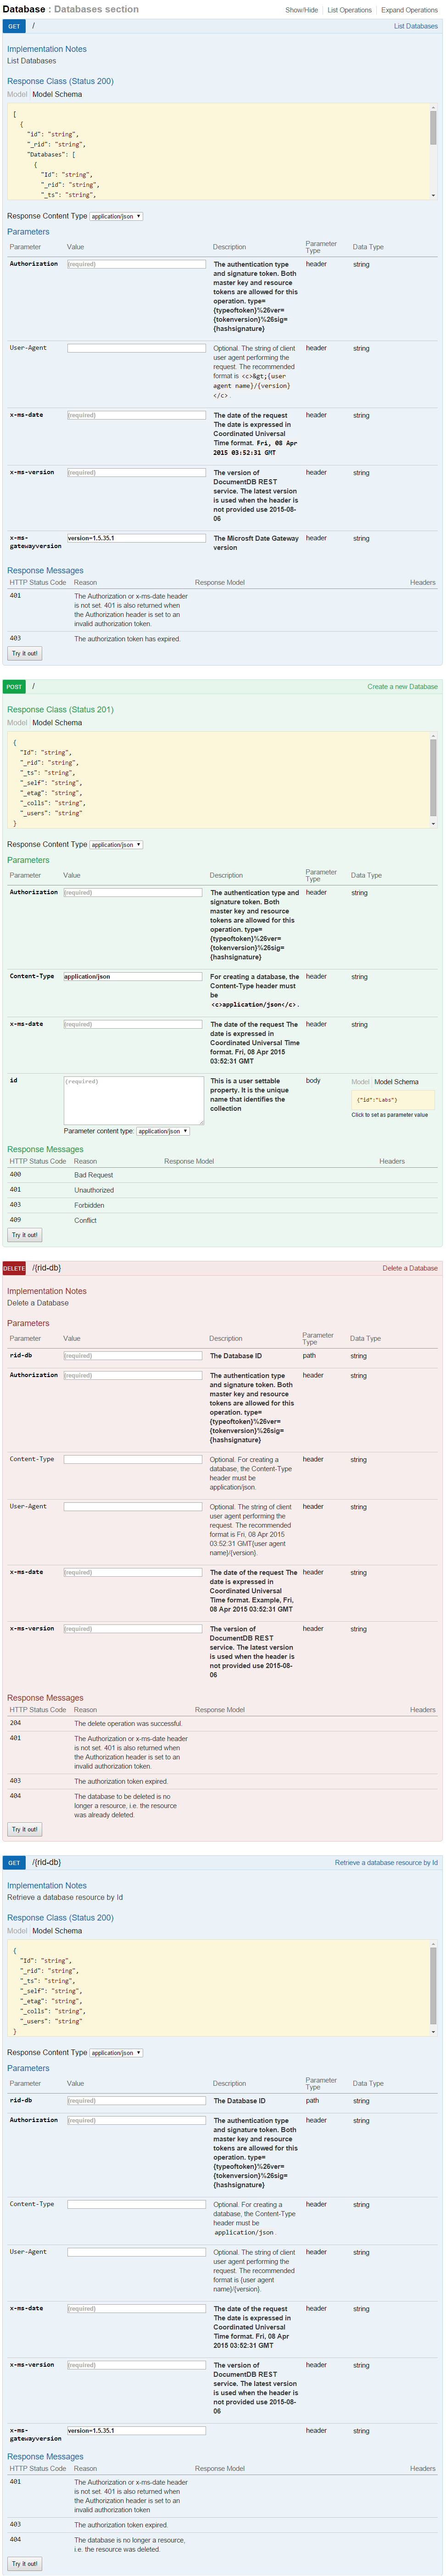 Database : Databases section
Show/Hide | List Operations | Expand Operations
GET / List Databases
Implementation Notes
List Databases
Response Class (Status 200)
Model Model Schema
[
{
"id": "string",
"_rid": "string",
"Databases": [
{
"Id": "string",
"_rid": "string",
"_ts": "string",
Response Content Type application/json
Parameters
Parameter Value Description Parameter Type Data Type
Authorization (required) The authentication type header string
and signature token. Both
master key and resource
tokens are allowed for this
operation. type=
{typeoftoken}%26ver=
{tokenversion}%26sig=
{hashsignature}
User-Agent Optional. The string of client header string
user agent performing the
request. The recommended
format is <c>&gt;{user
agent name}/{version}
</c>.
x-ms-date (required) The date of the request header string
The date is expressed in
Coordinated Universal
Time format. Fri, 08 Apr
2015 03:52:31 GMT
x-ms-version (required) The version of header string
DocumentDB REST
service. The latest version
is used when the header is
not provided use 2015-08-
06
x-ms-gatewayversion version=1.5.35.1 The Microsft Date Gateway header string
version
Response Messages
HTTP Status Code Reason Response Model Headers
401 The Authorization or x-ms-date header
is not set. 401 is also returned when
the Authorization header is set to an
invalid authorization token.
403 The authorization token has expired.
Try it out!
POST / Create a new Database
Response Class (Status 201)
Model Model Schema
{
"Id": "string",
"_rid": "string",
"_ts": "string",
"_self": "string",
"_etag": "string",
"_colls": "string",
"_users": "string"
}
Response Content Type application/json
Parameters
Parameter Value Description Parameter Type Data Type
Authorization (required) The authentication type and header string
signature token. Both
master key and resource
tokens are allowed for this
operation. type=
{typeoftoken}%26ver=
{tokenversion}%26sig=
{hashsignature}
Content-Type application/json For creating a database, the header string
Content-Type header must
be
<c>application/json</c>.
x-ms-date (required) The date of the request The header string
date is expressed in
Coordinated Universal Time
format. Fri, 08 Apr 2015
03:52:31 GMT
id (required) This is a user settable body Model Model Schema
property. It is the unique
name that identifies the
collection
{"id":"Labs"}
Click to set as parameter value
Parameter content type: application/json
Response Messages
HTTP Status Code Reason Response Model Headers
400 Bad Request
401 Unauthorized
403 Forbidden
409 Conflict
Try it out!
DELETE /{rid-db} Delete a Database
Implementation Notes
Delete a Database
Parameters
Parameter Value Description Parameter Type Data Type
rid-db (required) The Database ID path string
Authorization (required) The authentication type header string
and signature token. Both
master key and resource
tokens are allowed for this
operation. type=
{typeoftoken}%26ver=
{tokenversion}%26sig=
{hashsignature}
Content-Type Optional. For creating a header string
database, the Content-Type
header must be
application/json.
User-Agent Optional. The string of client header string
user agent performing the
request. The recommended
format is Fri, 08 Apr 2015
03:52:31 GMT{user agent
name}/{version}.
x-ms-date (required) The date of the request The header string
date is expressed in
Coordinated Universal
Time format. Example, Fri,
08 Apr 2015 03:52:31 GMT
x-ms-version (required) The version of header string
DocumentDB REST
service. The latest version
is used when the header is
not provided use 2015-08-
06
Response Messages
HTTP Status Code Reason Response Model Headers
204 The delete operation was successful.
401 The Authorization or x-ms-date header
is not set. 401 is also returned when
the Authorization header is set to an
invalid authorization token.
403 The authorization token expired.
404 The database to be deleted is no
longer a resource, i.e. the resource
was already deleted.
Try it out!
GET /{rid-db} Retrieve a database resource by Id
Implementation Notes
Retrieve a database resource by Id
Response Class (Status 200)
Model Model Schema
{
"Id": "string",
"_rid": "string",
"_ts": "string",
"_self": "string",
"_etag": "string",
"_colls": "string",
"_users": "string"
}
Response Content Type application/json
Parameters
Parameter Value Description Parameter Type Data Type
rid-db (required) The Database ID path string
Authorization (required) The authentication type header string
and signature token. Both
master key and resource
tokens are allowed for this
operation. type=
{typeoftoken}%26ver=
{tokenversion}%26sig=
{hashsignature}
Content-Type Optional. For creating a header string
database, the Content-Type
header must be
application/json.
User-Agent Optional. The string of client header string
user agent performing the
request. The recommended
format is {user agent
name}/{version}.
x-ms-date (required) The date of the request header string
The date is expressed in
Coordinated Universal
Time format. Fri, 08 Apr
2015 03:52:31 GMT
x-ms-version (required) The version of header string
DocumentDB REST
service. The latest version
is used when the header is
not provided use 2015-08-
06
x-ms-gatewayversion version=1.5.35.1 header string
Response Messages
HTTP Status Code Reason Response Model Headers
401 The Authorization or x-ms-date header
is not set. 401 is also returned when
the Authorization header is set to an
invalid authorization token
403 The authorization token expired.
404 The database is no longer a resource,
i.e. the resource was deleted.
Try it out!